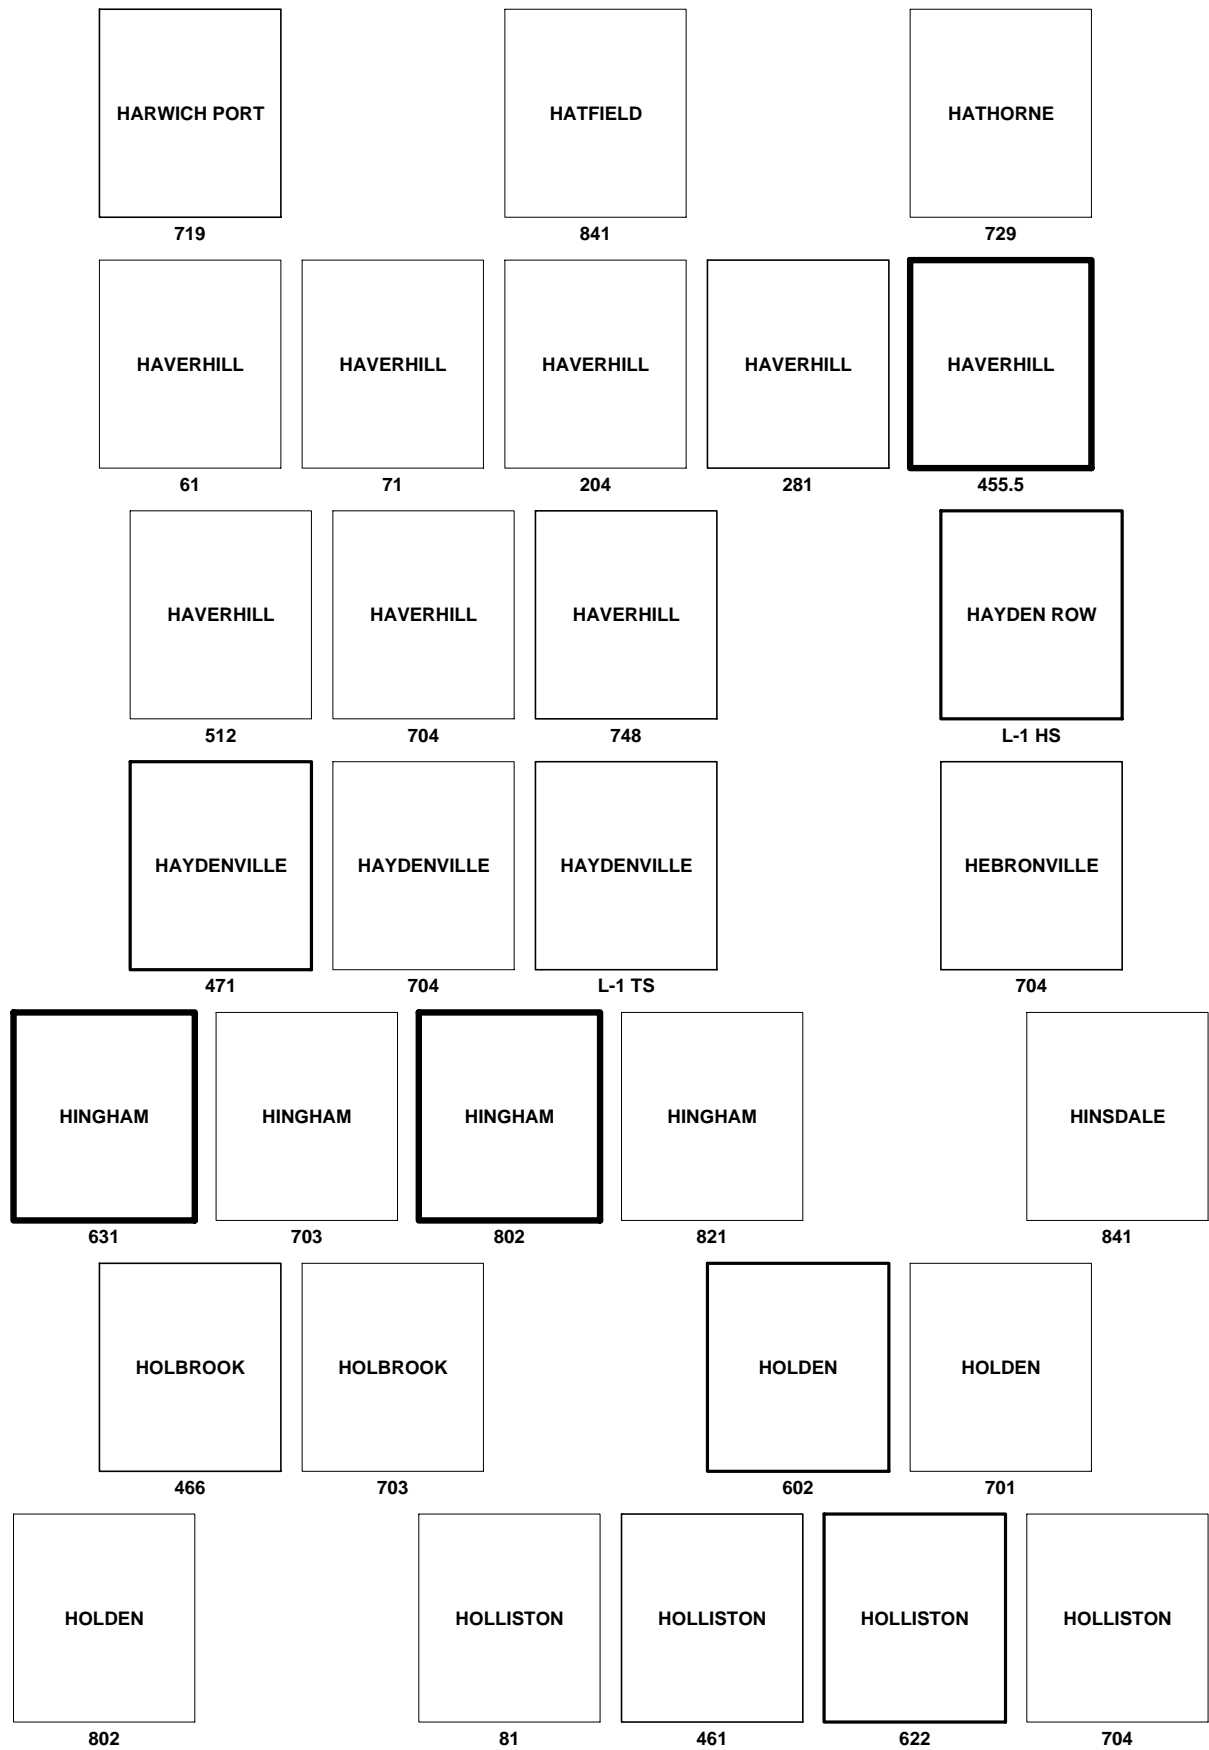 HARWICH PORT HATFIELD HATHORNE
719 841 729
HAVERHILL HAVERHILL HAVERHILL HAVERHILL HAVERHILL
61 71 204 281 455.5
HAVERHILL HAVERHILL HAVERHILL HAYDEN ROW
512 704 748 L-1 HS
HAYDENVILLE HAYDENVILLE HAYDENVILLE HEBRONVILLE
471 704 L-1 TS 704
HINGHAM HINGHAM HINGHAM HINGHAM HINSDALE
631 703 802 821 841
HOLBROOK HOLBROOK HOLDEN HOLDEN
466 703 602 701
HOLDEN HOLLISTON HOLLISTON HOLLISTON HOLLISTON
802 81 461 622 704